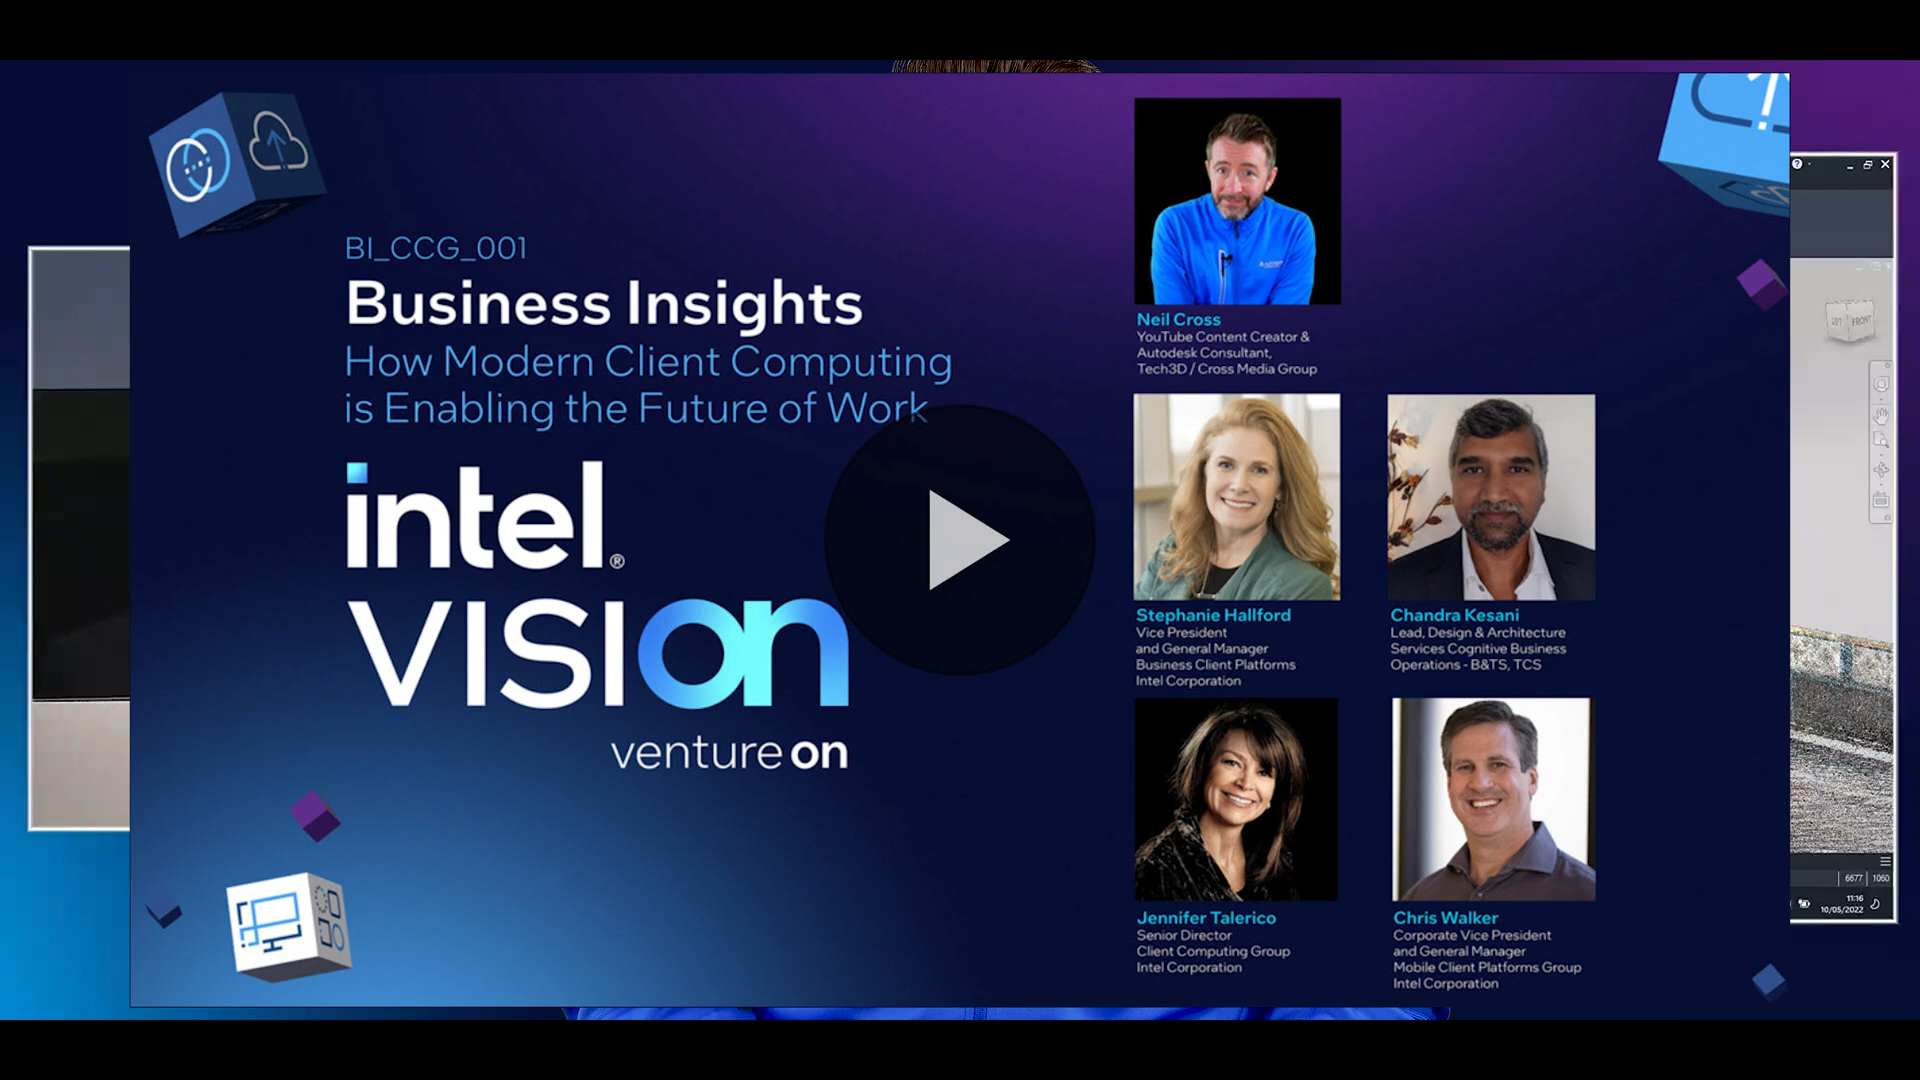 BI_CCG_001
Business Insights
How Modern Client Computing
is Enabling the Future of Work
intel®
VISION
venture on
Neil Cross
YouTube Content Creator &
Autodesk Consultant,
Tech3D / Cross Media Group
Stephanie Hallford
Vice President
and General Manager
Business Client Platforms
Intel Corporation
Chandra Kesani
Lead, Design & Architecture
Services Cognitive Business
Operations - B&TS, TCS
Jennifer Talerico
Senior Director
Client Computing Group
Intel Corporation
Chris Walker
Corporate Vice President
and General Manager
Mobile Client Platforms Group
Intel Corporation
FRONT
6677 1060
11:16
10/05/2022